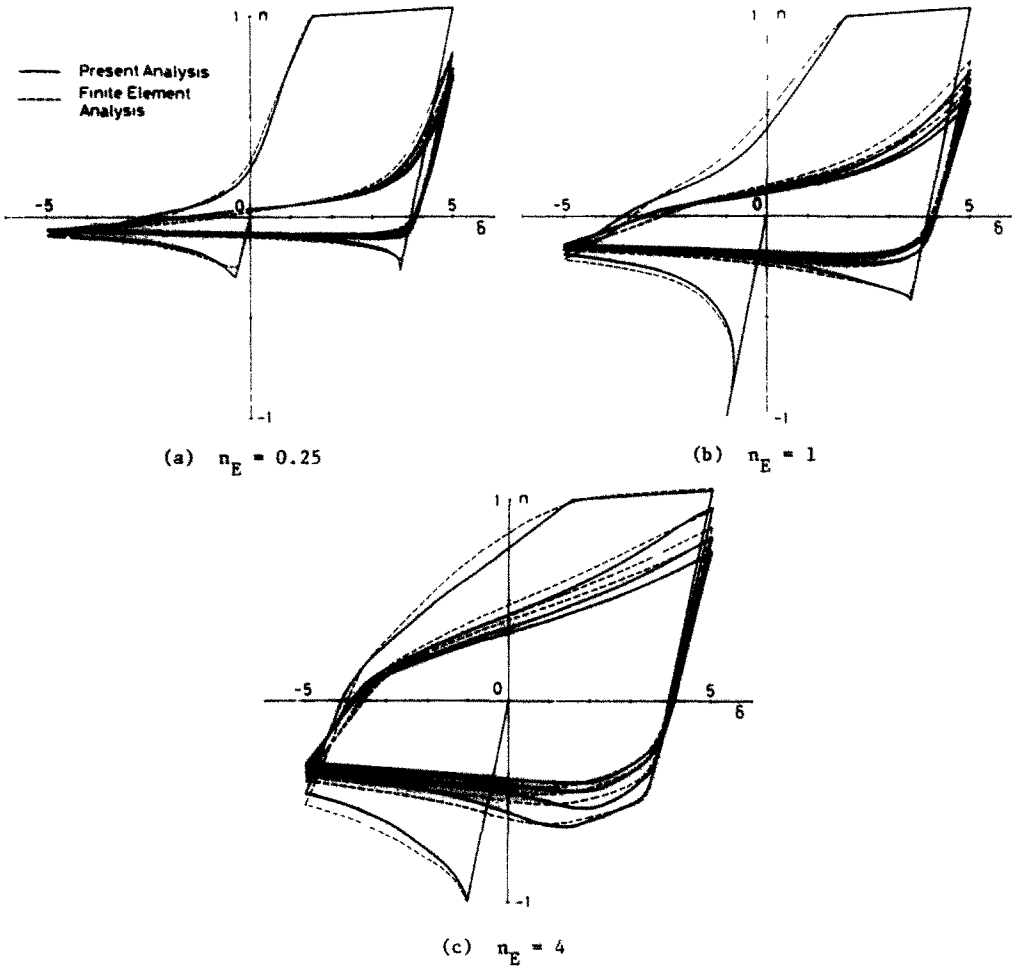 1 n
Present Analysis
Finite Element
Analysis
-5 0 5
δ
-1
(a) n_E = 0.25
1 n
-5 0 5
δ
-1
(b) n_E = 1
1 n
-5 0 5
δ
-1
(c) n_E = 4